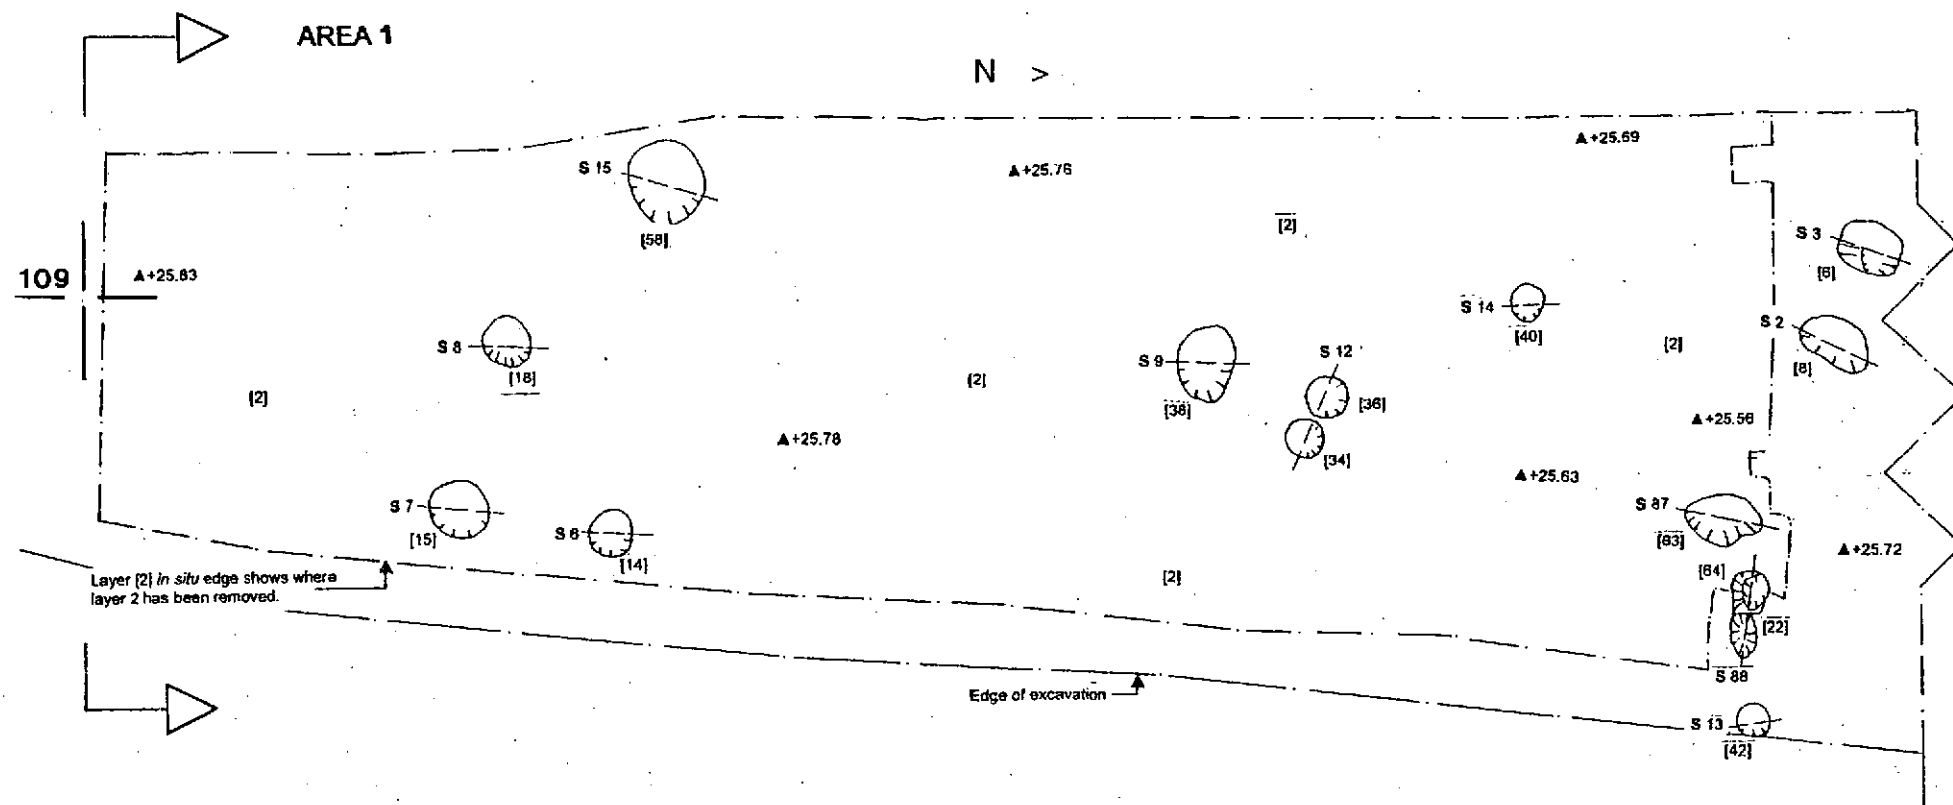 AREA 1
N >
▲+25.69
S 15
▲+25.76
[2]
[58]
S 3
[6]
109
▲+25.83
S 14
[40]
S 2
[8]
S 8
[18]
S 9
[38]
S 12
[36]
[34]
[2]
[2]
[2]
▲+25.56
▲+25.78
▲+25.63
S 7
[15]
S 6
[14]
S 87
[83]
▲+25.72
Layer [2] in situ edge shows where
layer 2 has been removed.
[2]
[64]
[22]
S 88
Edge of excavation
S 13
[42]